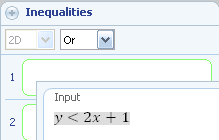 Inequalities
2D Or
1
Input
y < 2x + 1
2